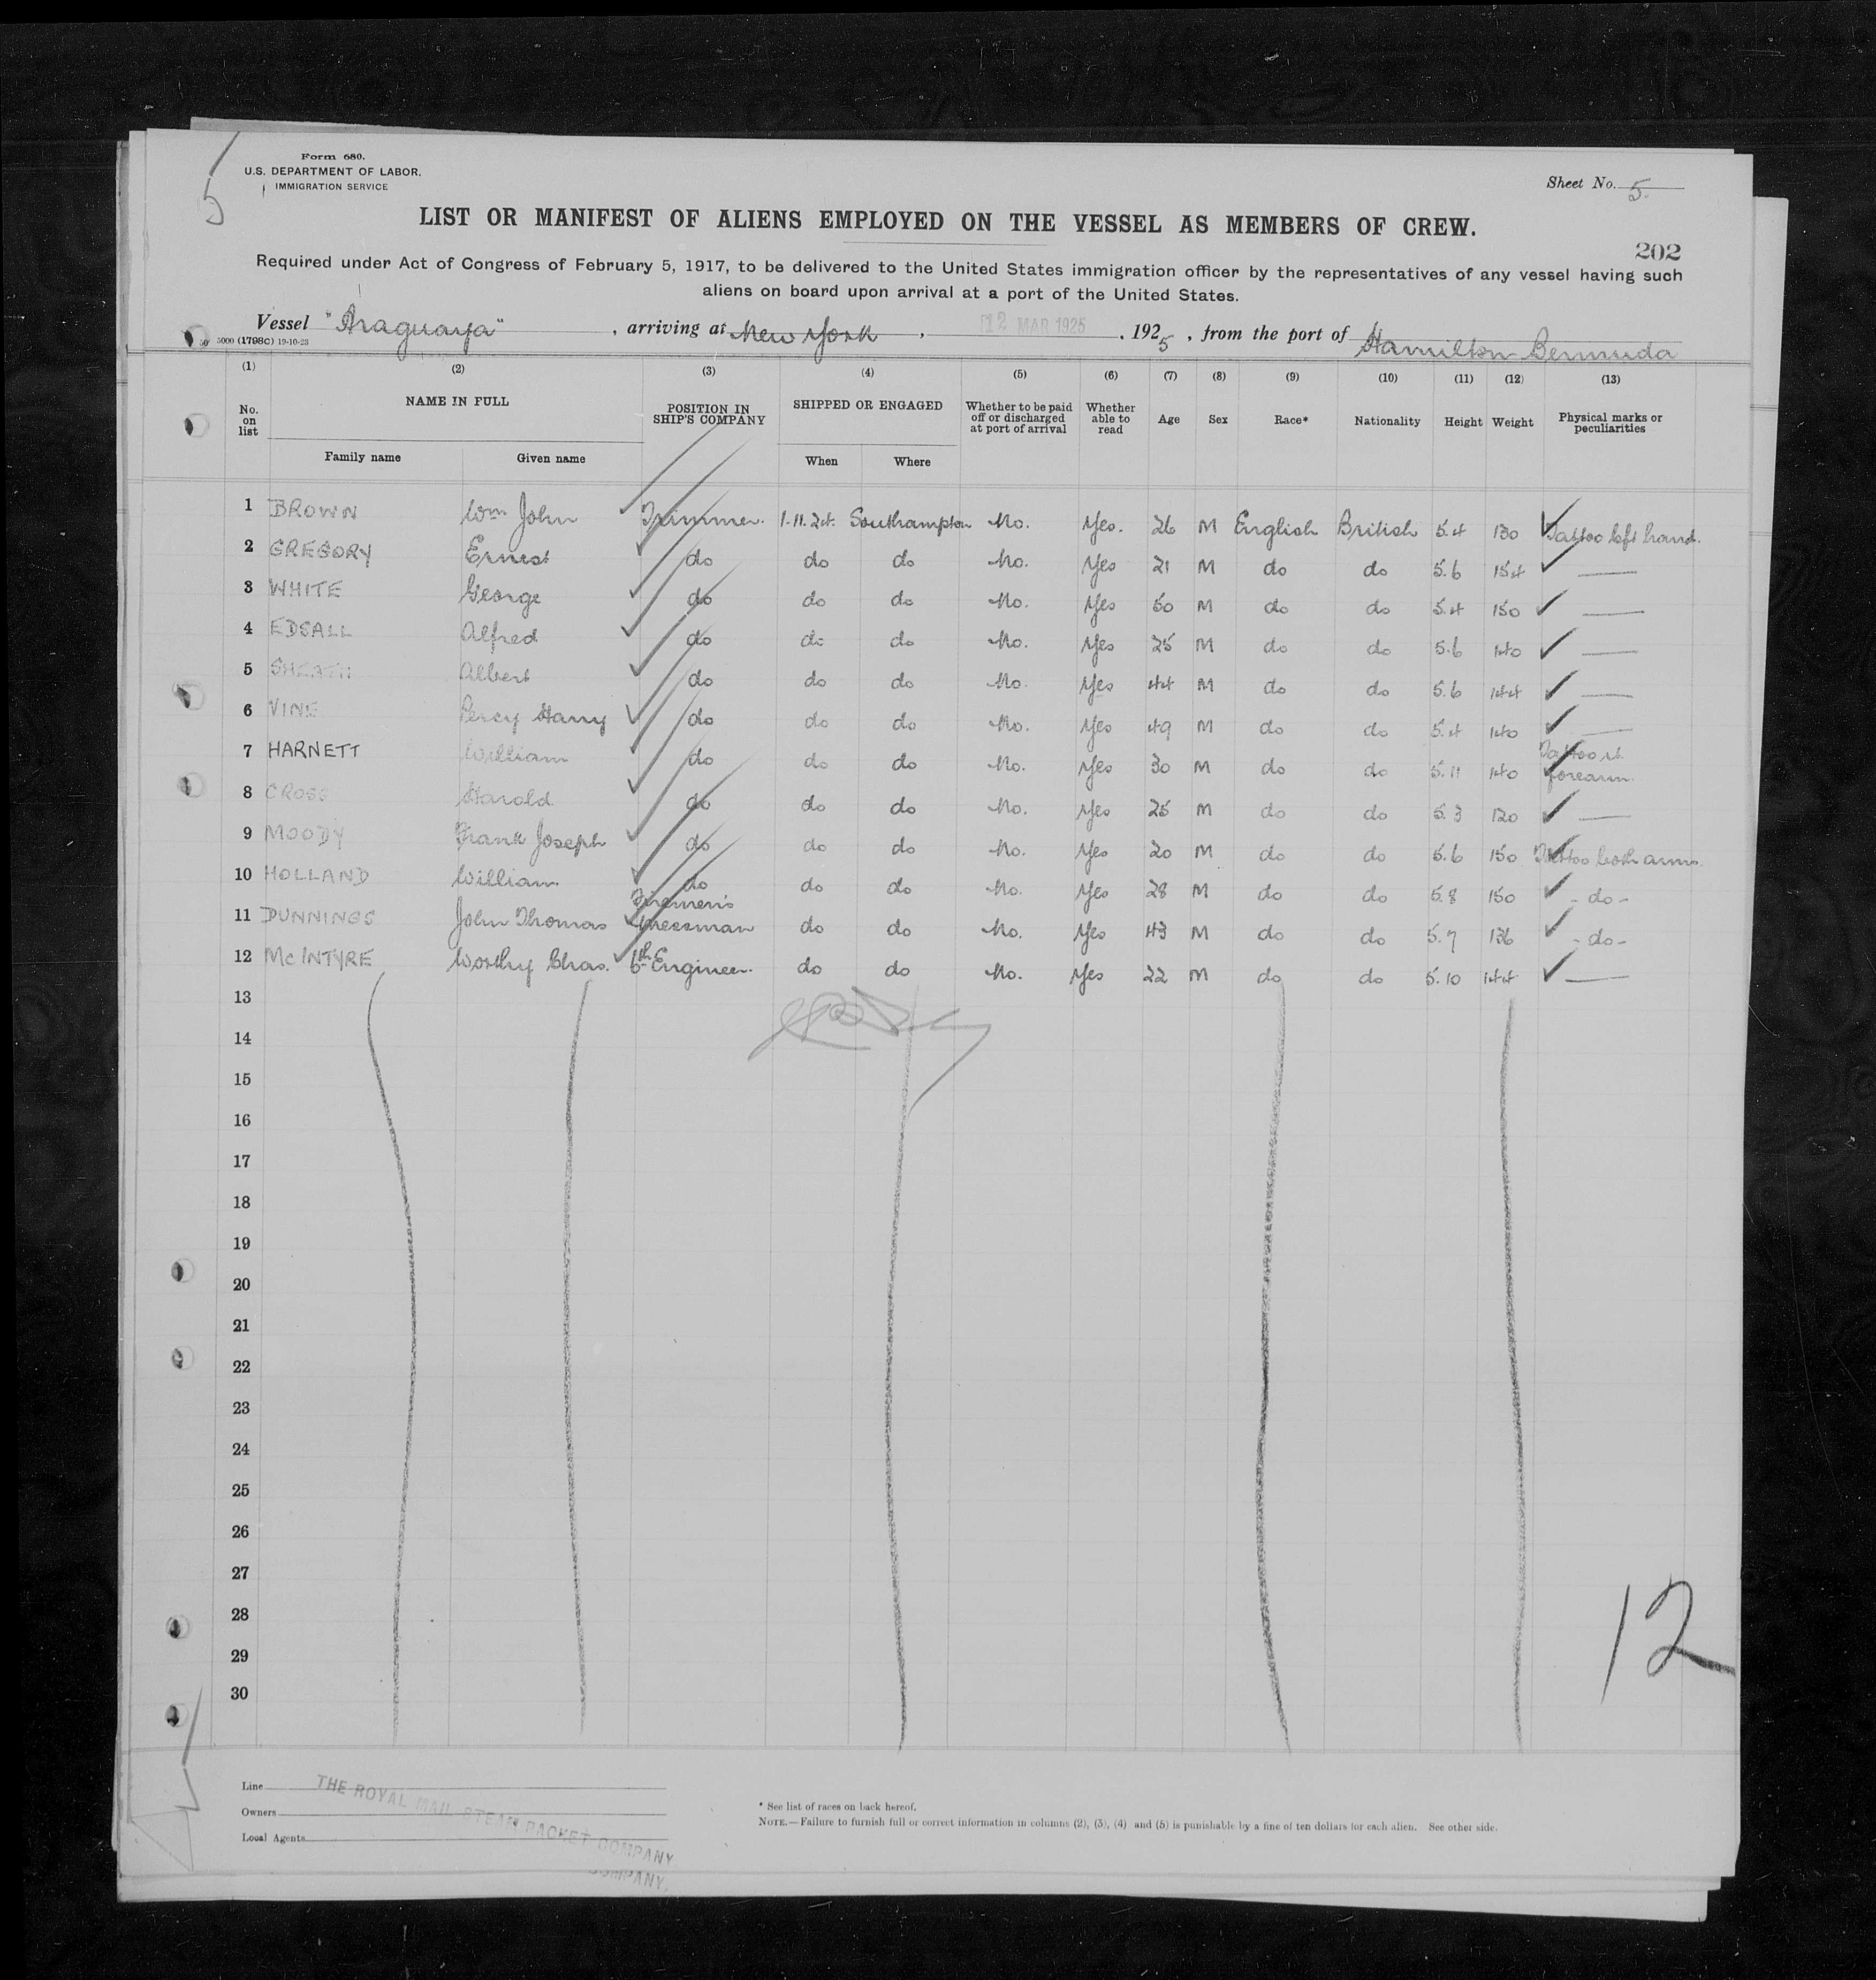 5
Form 680.
U.S. DEPARTMENT OF LABOR.
IMMIGRATION SERVICE
Sheet No. 5.
LIST OR MANIFEST OF ALIENS EMPLOYED ON THE VESSEL AS MEMBERS OF CREW.
202
Required under Act of Congress of February 5, 1917, to be delivered to the United States immigration officer by the representatives of any vessel having such
aliens on board upon arrival at a port of the United States.
Vessel "Araguaya", arriving at New York, 12 MAR 1925, 1925, from the port of Hamilton Bermuda
5000 (1798c) 19-10-23
(1) (2) (3) (4) (5) (6) (7) (8) (9) (10) (11) (12) (13)
No. on list NAME IN FULL POSITION IN SHIP'S COMPANY SHIPPED OR ENGAGED Whether to be paid off or discharged at port of arrival Whether able to read Age Sex Race* Nationality Height Weight Physical marks or peculiarities
Family name Given name When Where
1 BROWN Wm John Trimmer. 1.11.24. Southampton No. Yes. 26 M English British 5.4 130 Tattoo left hand.
2 GREGORY Ernest do do do No. Yes 21 M do do 5.6 154 —
3 WHITE George do do do No. Yes 50 M do do 5.4 150 —
4 EDSALL Alfred do do do No. Yes 25 M do do 5.6 140 —
5 SHEATH Albert do do do No. Yes 44 M do do 5.6 144 —
6 VINE Percy Harry do do do No. Yes 49 M do do 5.4 140 —
7 HARNETT William do do do No. Yes 30 M do do 5.11 140 Tattoo rt. forearm.
8 CROSS Harold do do do No. Yes 25 M do do 5.3 120 —
9 MOODY Frank Joseph do do do No. Yes 20 M do do 5.6 150 Tattoo both arms.
10 HOLLAND William. do do do No. Yes 28 M do do 5.8 150 - do -
11 DUNNINGS John Thomas Firemen's Messman do do No. Yes 43 M do do 5.7 136 - do -
12 McINTYRE Worthy Chas. 6th Engineer. do do No. Yes 22 M do do 5.10 144 —
13
14
15
16
17
18
19
20
21
22
23
24
25
26
27
28
29
30
12
Line
Owners
Local Agents
THE ROYAL MAIL STEAM PACKET COMPANY
COMPANY.
* See list of races on back hereof.
NOTE.—Failure to furnish full or correct information in columns (2), (3), (4) and (5) is punishable by a fine of ten dollars for each alien. See other side.